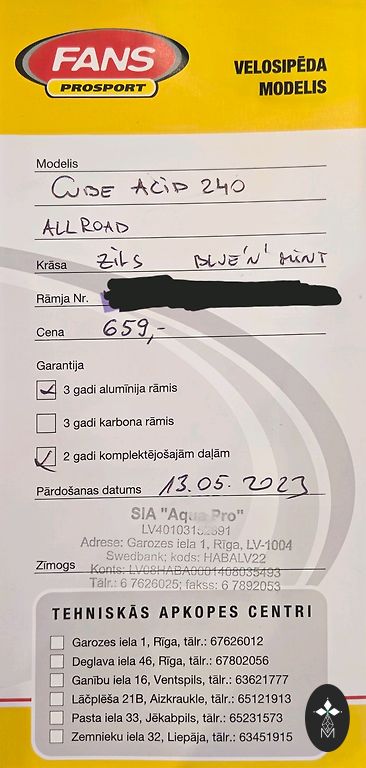 FANS
PROSPORT
VELOSIPĒDA
MODELIS
Modelis
CUBE ACID 240
ALLROAD
Krāsa ZILS BLUE'N'MINT
Rāmja Nr.
Cena 659,-
Garantija
3 gadi alumīnija rāmis
3 gadi karbona rāmis
2 gadi komplektējošajām daļām
Pārdošanas datums 13.05.2023
SIA "Aqua Pro"
Adrese: Garozes iela 1, Rīga, LV-1004
Swedbank; kods: HABALV22
Zīmogs Konts: LV08HABA0001408035493
Tālr.: 6 7626025; fakss: 6 7892053
TEHNISKĀS APKOPES CENTRI
Garozes iela 1, Rīga, tālr.: 67626012
Deglava iela 46, Rīga, tālr.: 67802056
Ganību iela 16, Ventspils, tālr.: 63621777
Lāčplēša 21B, Aizkraukle, tālr.: 65121913
Pasta iela 33, Jēkabpils, tālr.: 65231573
Zemnieku iela 32, Liepāja, tālr.: 63451915